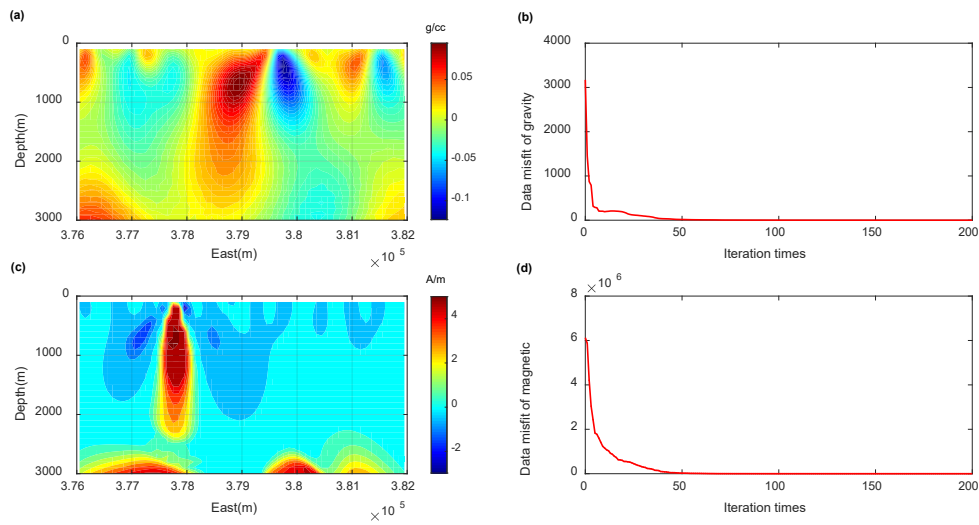 (a)
g/cc
0
1000
2000
3000
Depth(m)
3.76 3.77 3.78 3.79 3.8 3.81 3.82
East(m)
× 10 5
0.05
0
-0.05
-0.1
(b)
4000
3000
2000
1000
0
Data misfit of gravity
0 50 100 150 200
Iteration times
(c)
A/m
0
1000
2000
3000
Depth(m)
3.76 3.77 3.78 3.79 3.8 3.81 3.82
East(m)
× 10 5
4
2
0
-2
(d)
× 10 6
8
6
4
2
0
Data misfit of magnetic
0 50 100 150 200
Iteration times